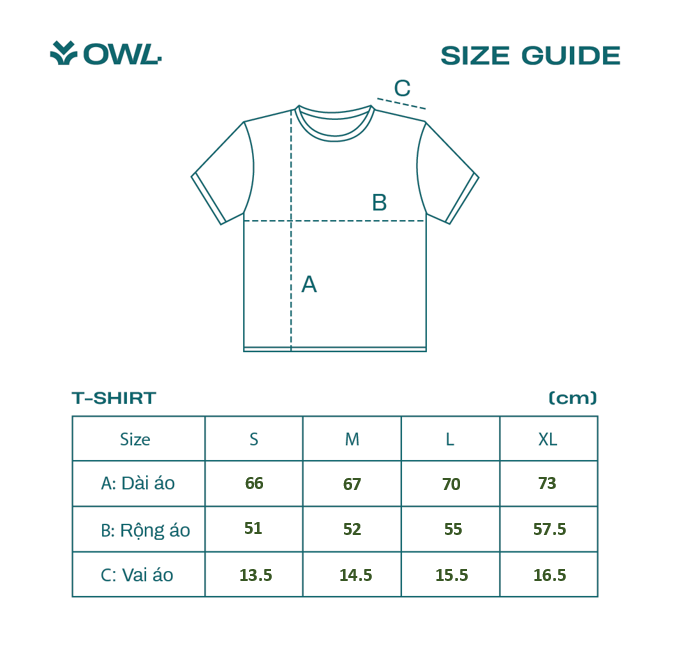 OWL.
SIZE GUIDE
C
B
A
T-SHIRT (cm)
Size S M L XL
A: Dài áo 66 67 70 73
B: Rộng áo 51 52 55 57.5
C: Vai áo 13.5 14.5 15.5 16.5